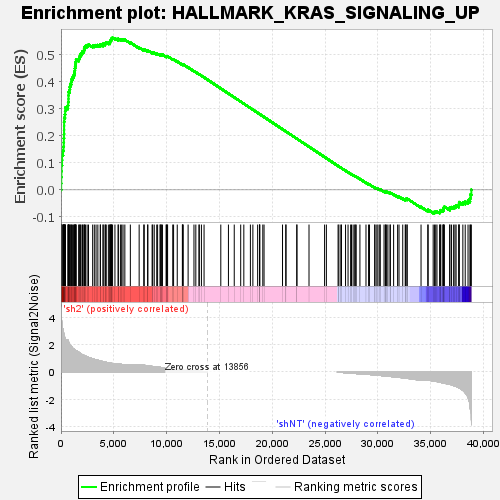 Enrichment plot: HALLMARK_KRAS_SIGNALING_UP
Enrichment score (ES)
0.5
0.4
0.3
0.2
0.1
0.0
-0.1
'sh2' (positively correlated)
Ranked list metric (Signal2Noise)
4
2
0
-2
-4
Zero cross at 13856
'shNT' (negatively correlated)
0 5,000 10,000 15,000 20,000 25,000 30,000 35,000 40,000
Rank in Ordered Dataset
Enrichment profile Hits Ranking metric scores